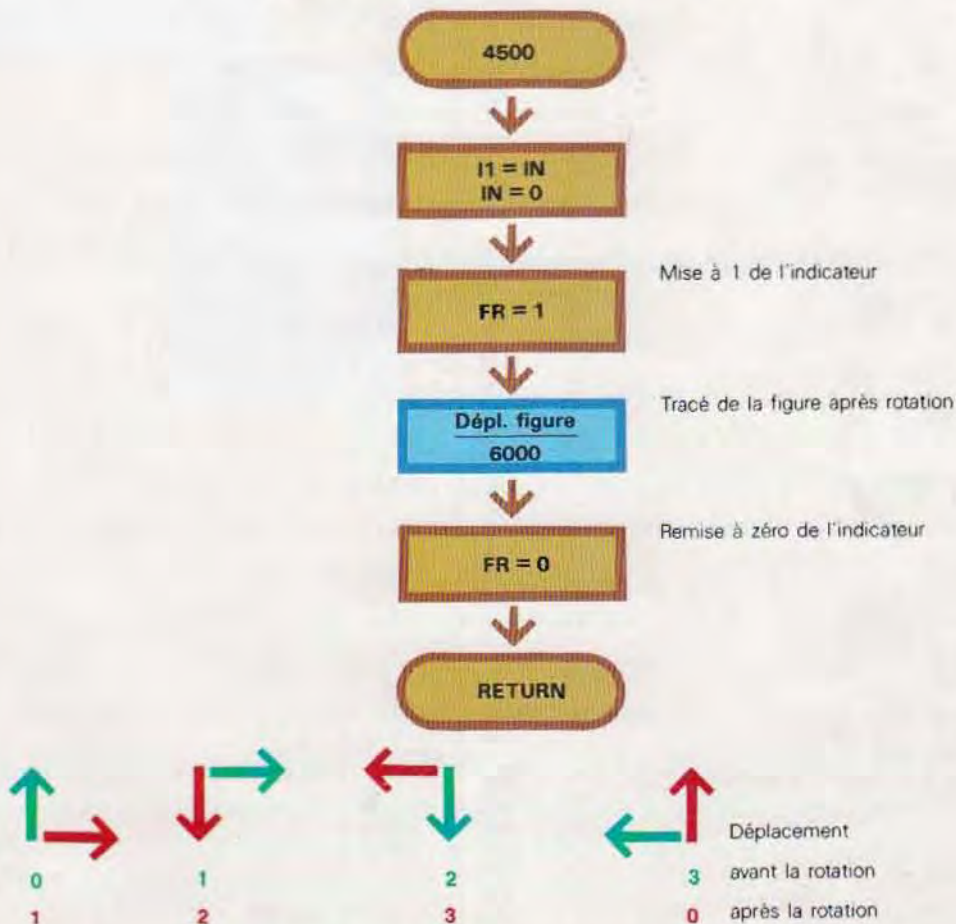 4500
I1 = IN
IN = 0
Mise à 1 de l'indicateur
FR = 1
Tracé de la figure après rotation
Dépl. figure
6000
Remise à zéro de l'indicateur
FR = 0
RETURN
Déplacement
0 1 2 3 avant la rotation
1 2 3 0 après la rotation